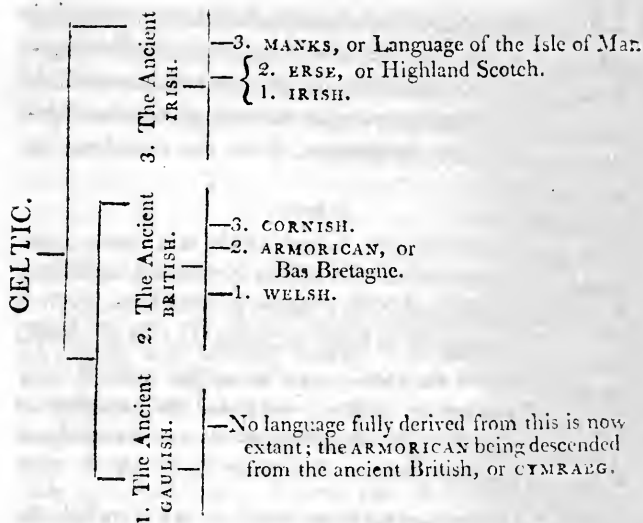 CELTIC.
3. The Ancient
IRISH.
3. MANKS, or Language of the Isle of Man.
2. ERSE, or Highland Scotch.
1. IRISH.
2. The Ancient
BRITISH.
3. CORNISH.
2. ARMORICAN, or
Bas Bretagne.
1. WELSH.
1. The Ancient
GAULISH.
No language fully derived from this is now
extant; the ARMORICAN being descended
from the ancient British, or CYMRAEG.